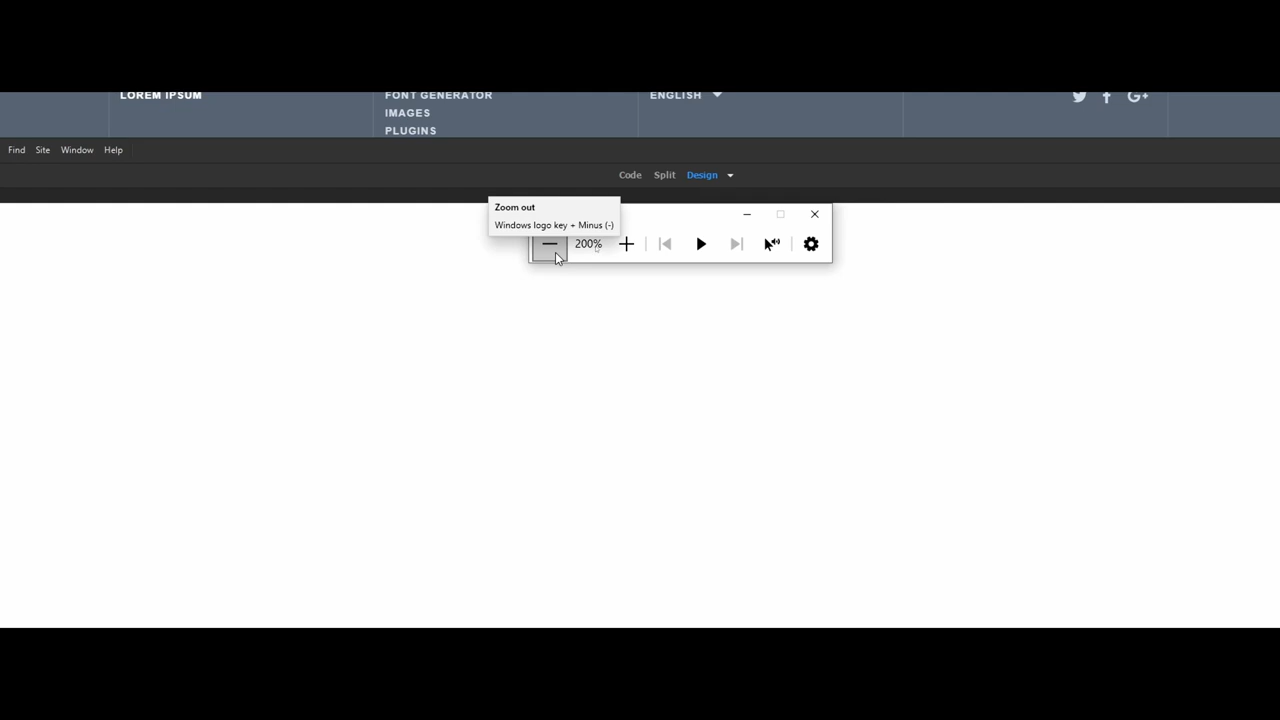 LOREM IPSUM
FONT GENERATOR
IMAGES
PLUGINS
ENGLISH
G+
Find Site Window Help
Code Split Design
Zoom out
Windows logo key + Minus (-)
200%